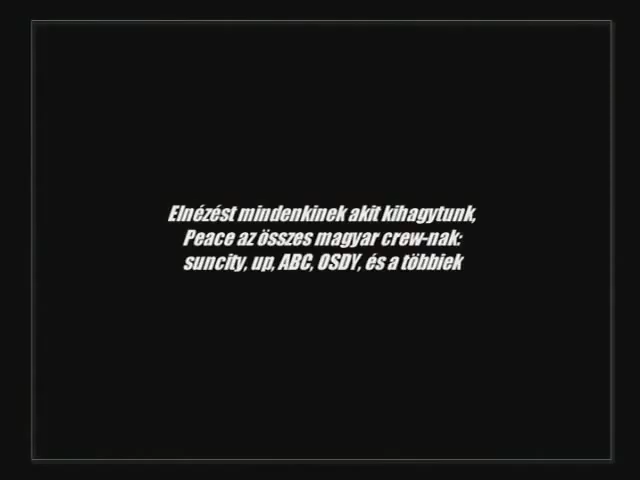 Elnézést mindenkinek akit kihagytunk,
Peace az összes magyar crew-nak:
suncity, up, ABC, OSDY, és a többiek